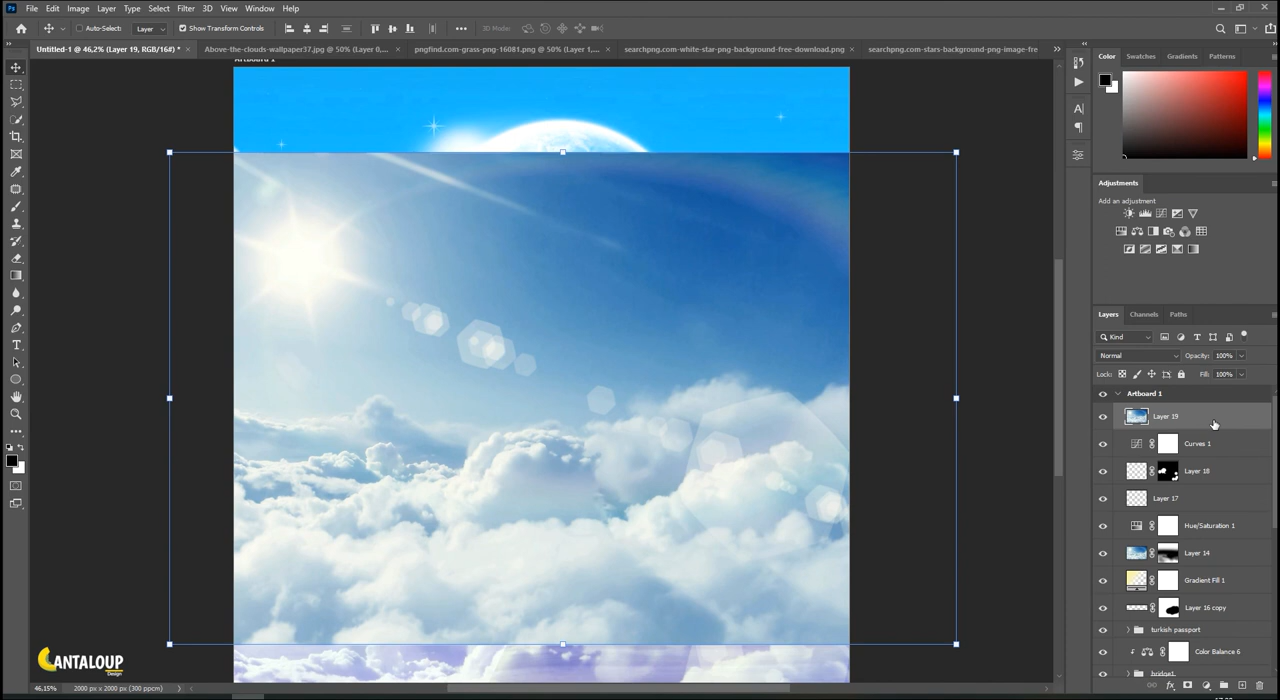 Ps File Edit Image Layer Type Select Filter 3D View Window Help
Auto-Select: Layer Show Transform Controls ••• 3D Mode:
Untitled-1 @ 46,2% (Layer 19, RGB/16#) * × Above-the-clouds-wallpaper37.jpg @ 50% (Layer 0,... × pngfind.com-grass-png-16081.png @ 50% (Layer 1,... × searchpng.com-white-star-png-background-free-download.png × searchpng.com-stars-background-png-image-fre >>
Artboard 1
Color Swatches Gradients Patterns
Adjustments
Add an adjustment
Layers Channels Paths
Kind
Normal Opacity: 100%
Lock: Fill: 100%
Artboard 1
Layer 19
Curves 1
Layer 18
Layer 17
Hue/Saturation 1
Layer 14
Gradient Fill 1
Layer 16 copy
turkish passport
Color Balance 6
bridge1
fx
CANTALOUP
Design
46,15% 2000 px x 2000 px (300 ppcm) >